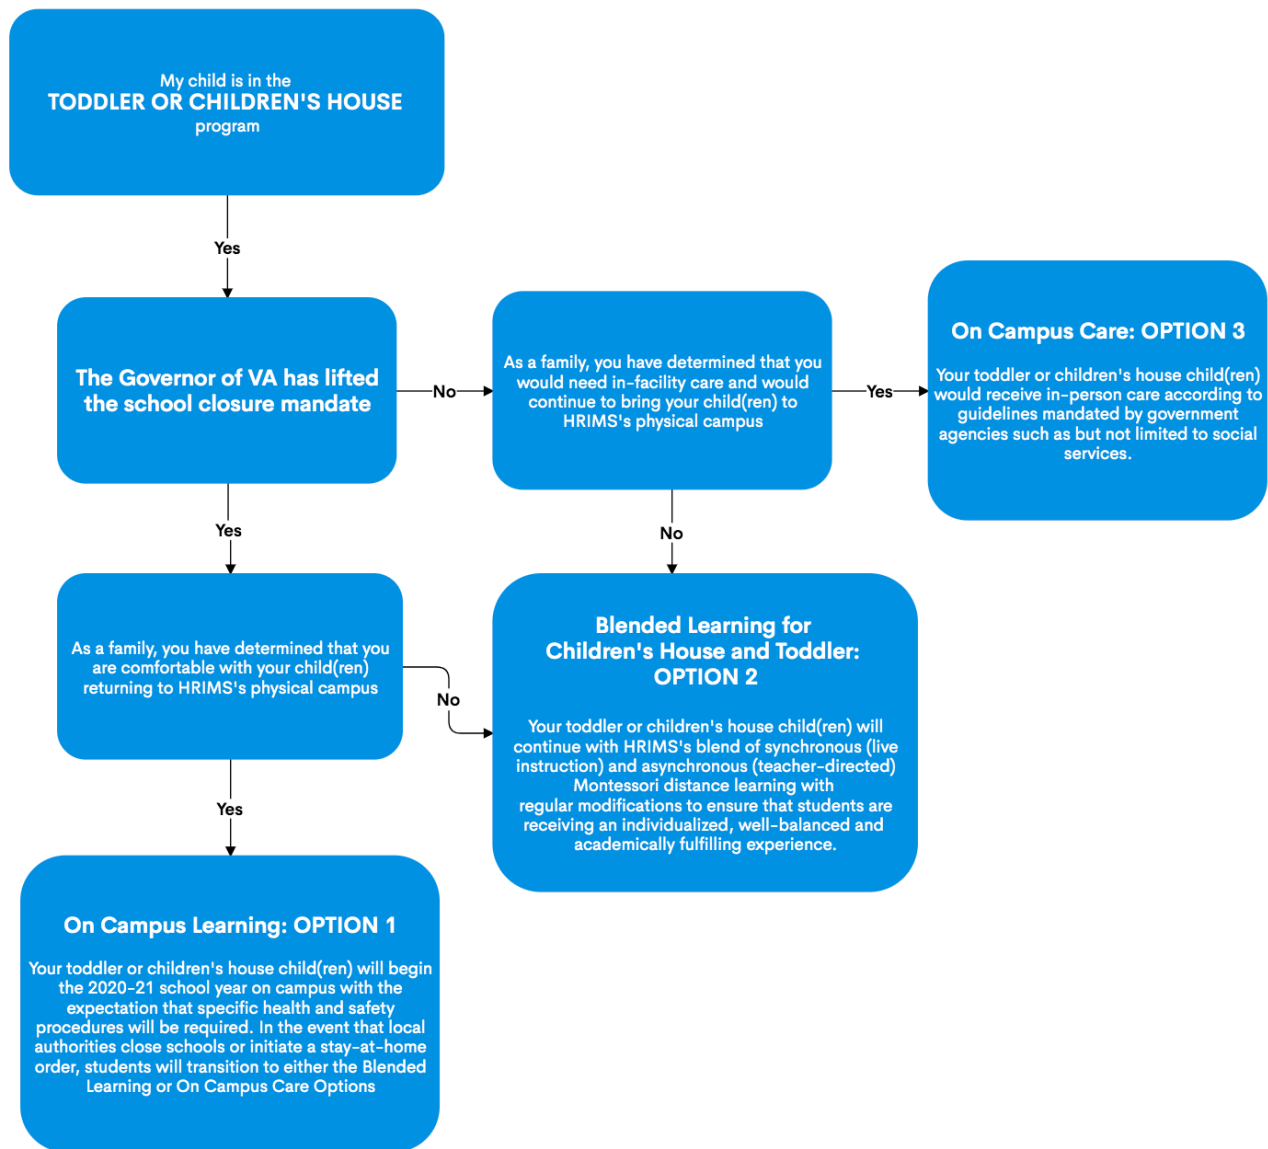 My child is in the
TODDLER OR CHILDREN'S HOUSE
program
Yes
The Governor of VA has lifted
the school closure mandate
No
As a family, you have determined that you
would need in-facility care and would
continue to bring your child(ren) to
HRIMS's physical campus
Yes
On Campus Care: OPTION 3
Your toddler or children's house child(ren)
would receive in-person care according to
guidelines mandated by government
agencies such as but not limited to social
services.
Yes
No
As a family, you have determined that you
are comfortable with your child(ren)
returning to HRIMS's physical campus
No
Blended Learning for
Children's House and Toddler:
OPTION 2
Your toddler or children's house child(ren) will
continue with HRIMS's blend of synchronous (live
instruction) and asynchronous (teacher-directed)
Montessori distance learning with
regular modifications to ensure that students are
receiving an individualized, well-balanced and
academically fulfilling experience.
Yes
On Campus Learning: OPTION 1
Your toddler or children's house child(ren) will begin
the 2020-21 school year on campus with the
expectation that specific health and safety
procedures will be required. In the event that local
authorities close schools or initiate a stay-at-home
order, students will transition to either the Blended
Learning or On Campus Care Options